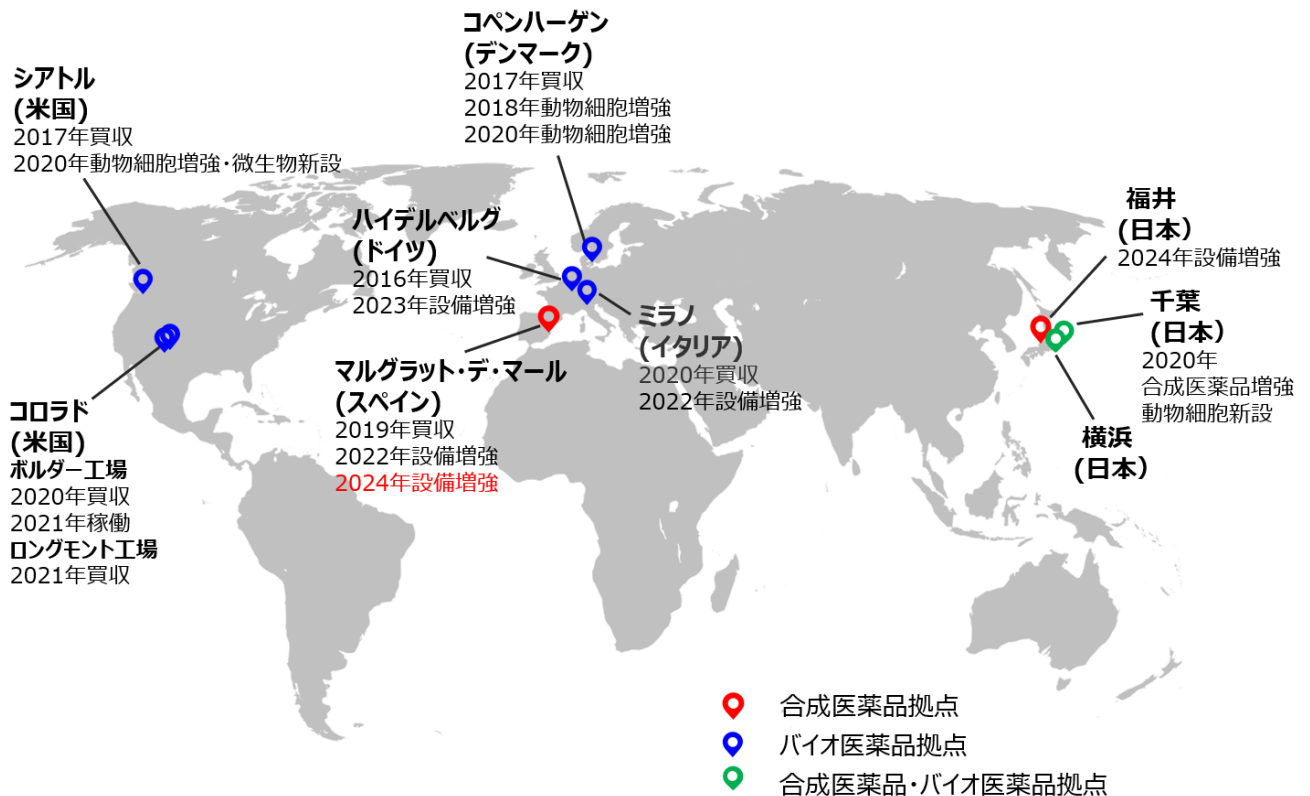 コペンハーゲン
(デンマーク)
2017年買収
2018年動物細胞増強
2020年動物細胞増強
シアトル
(米国)
2017年買収
2020年動物細胞増強・微生物新設
ハイデルベルグ
(ドイツ)
2016年買収
2023年設備増強
福井
(日本)
2024年設備増強
千葉
(日本)
2020年
合成医薬品増強
動物細胞新設
ミラノ
(イタリア)
2020年買収
2022年設備増強
マルグラット・デ・マール
(スペイン)
2019年買収
2022年設備増強
2024年設備増強
コロラド
(米国)
ボルダー工場
2020年買収
2021年稼働
ロングモント工場
2021年買収
横浜
(日本)
合成医薬品拠点
バイオ医薬品拠点
合成医薬品・バイオ医薬品拠点